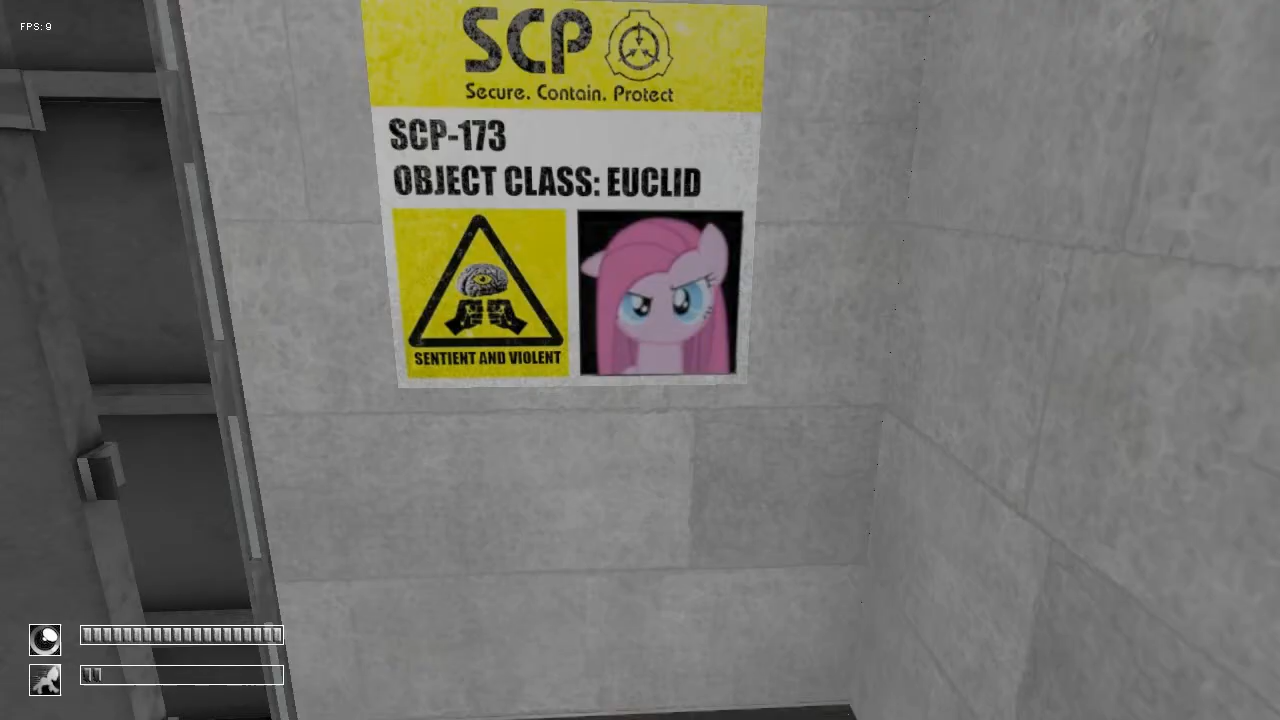 FPS: 9
SCP
Secure. Contain. Protect
SCP-173
OBJECT CLASS: EUCLID
SENTIENT AND VIOLENT